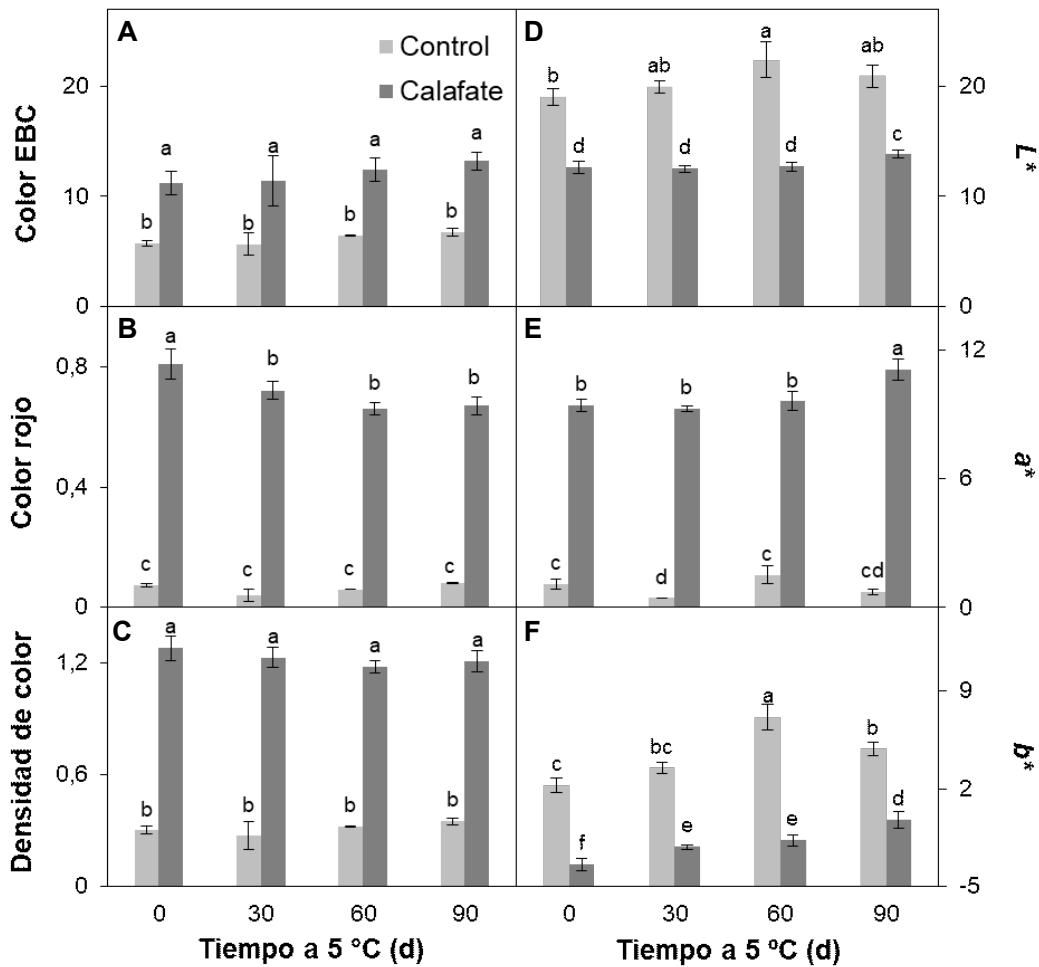 A
Control
Calafate
Color EBC
20
10
0
a a a a
b b b b
D
b ab a ab
d d d c
20
10
0
L*
B
Color rojo
0,8
0,4
0
a b b b
c c c c
E
b b b a
c d c cd
12
6
0
a*
C
Densidad de color
1,2
0,6
0
a a a a
b b b b
F
c bc a b
f e e d
9
2
-5
b*
0 30 60 90
Tiempo a 5 °C (d)
0 30 60 90
Tiempo a 5 ºC (d)